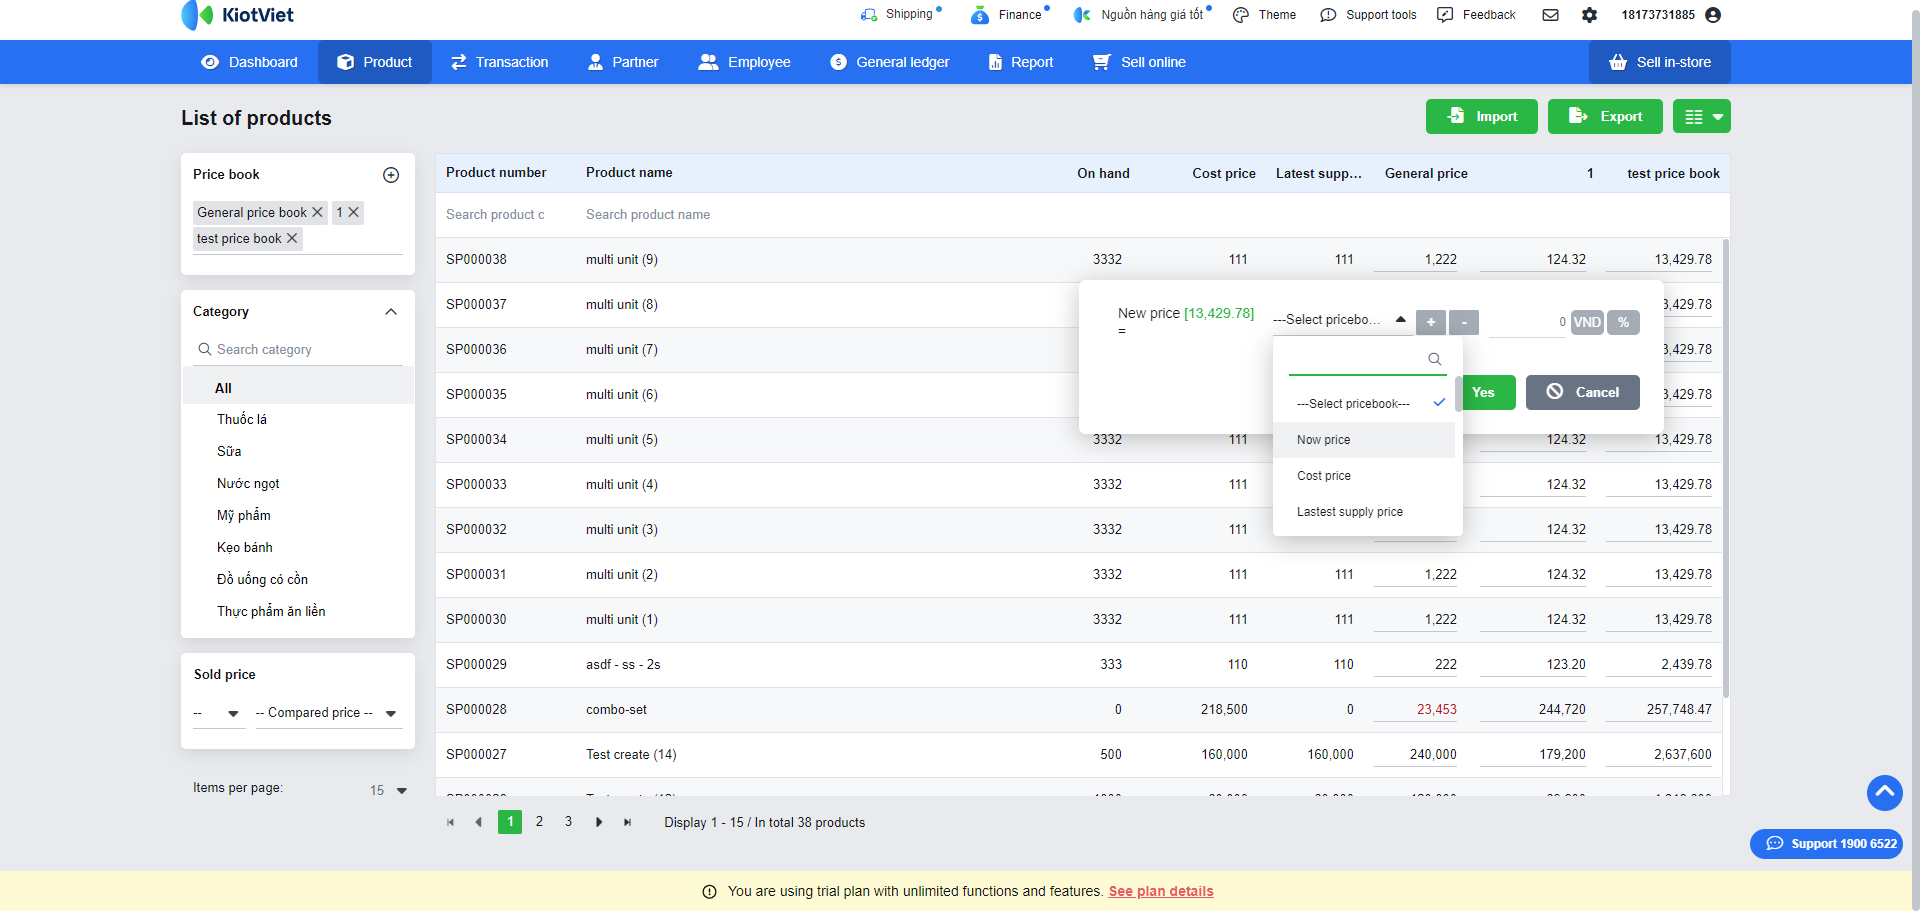 KiotViet
Shipping Finance Nguồn hàng giá tốt Theme Support tools Feedback 18173731885
Dashboard Product Transaction Partner Employee General ledger Report Sell online Sell in-store
List of products
Import Export
Price book
General price book 1
test price book
Category
Search category
All
Thuốc lá
Sữa
Nước ngọt
Mỹ phẩm
Kẹo bánh
Đồ uống có cồn
Thực phẩm ăn liền
Sold price
-- -- Compared price --
Items per page: 15
Product number Product name On hand Cost price Latest supp... General price 1 test price book
Search product c Search product name
SP000038 multi unit (9) 3332 111 111 1,222 124.32 13,429.78
SP000037 multi unit (8) 3,429.78
SP000036 multi unit (7) 3,429.78
SP000035 multi unit (6) 3,429.78
SP000034 multi unit (5) 3332 111 124.32 13,429.78
SP000033 multi unit (4) 3332 111 124.32 13,429.78
SP000032 multi unit (3) 3332 111 124.32 13,429.78
SP000031 multi unit (2) 3332 111 111 1,222 124.32 13,429.78
SP000030 multi unit (1) 3332 111 111 1,222 124.32 13,429.78
SP000029 asdf - ss - 2s 333 110 110 222 123.20 2,439.78
SP000028 combo-set 0 218,500 0 23,453 244,720 257,748.47
SP000027 Test create (14) 500 160,000 160,000 240,000 179,200 2,637,600
New price [13,429.78]
=
---Select pricebo... + - 0 VND %
Yes Cancel
---Select pricebook---
Now price
Cost price
Lastest supply price
1 2 3 Display 1 - 15 / In total 38 products
Support 1900 6522
You are using trial plan with unlimited functions and features. See plan details